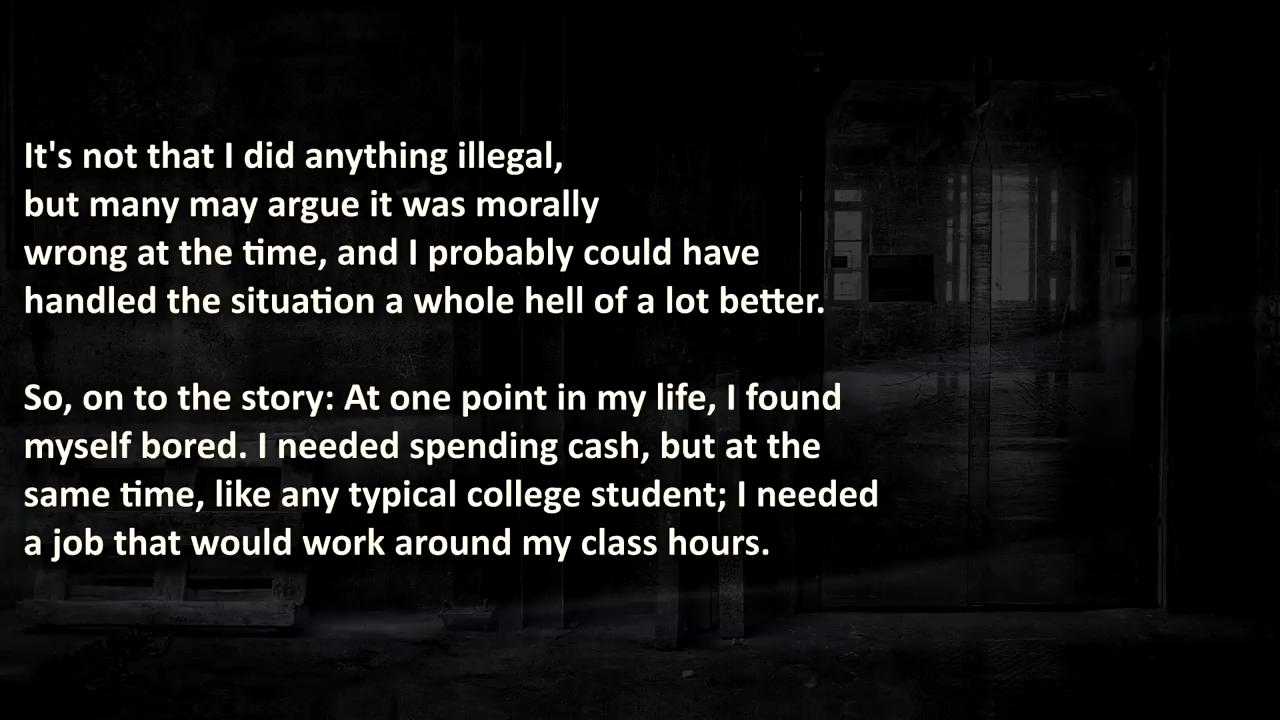 It's not that I did anything illegal,
but many may argue it was morally
wrong at the time, and I probably could have
handled the situation a whole hell of a lot better.
So, on to the story: At one point in my life, I found
myself bored. I needed spending cash, but at the
same time, like any typical college student; I needed
a job that would work around my class hours.